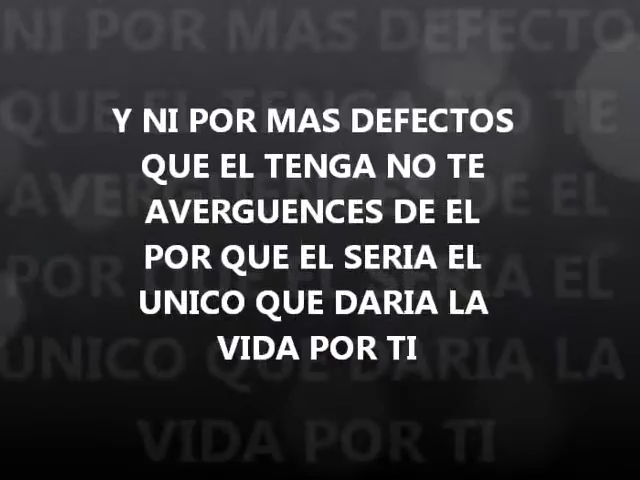 Y NI POR MAS DEFECTOS
QUE EL TENGA NO TE
AVERGUENCES DE EL
POR QUE EL SERIA EL
UNICO QUE DARIA LA
VIDA POR TI